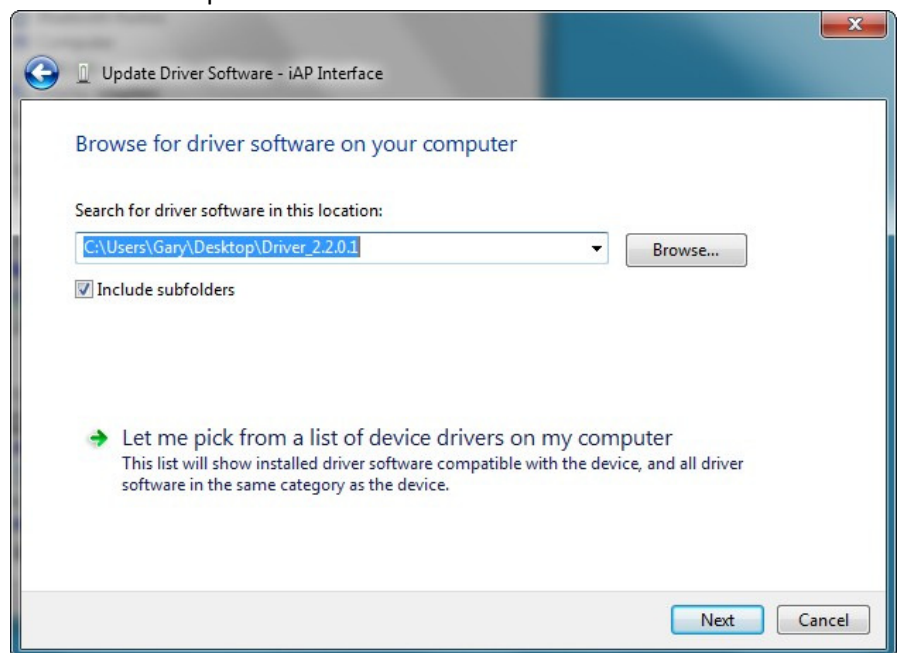 Update Driver Software - iAP Interface
Browse for driver software on your computer
Search for driver software in this location:
C:\Users\Gary\Desktop\Driver_2.2.0.1
Browse...
Include subfolders
Let me pick from a list of device drivers on my computer
This list will show installed driver software compatible with the device, and all driver
software in the same category as the device.
Next
Cancel